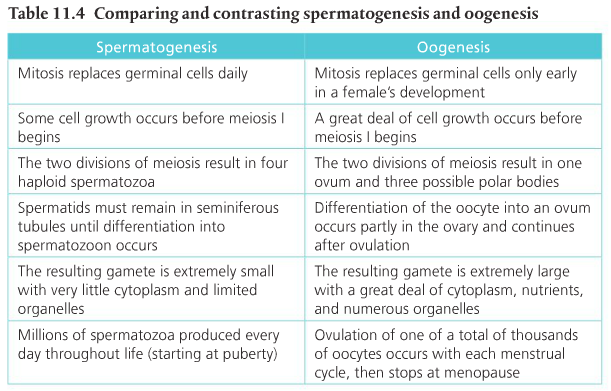 Table 11.4 Comparing and contrasting spermatogenesis and oogenesis
Spermatogenesis
Oogenesis
Mitosis replaces germinal cells daily
Mitosis replaces germinal cells only early
in a female's development
Some cell growth occurs before meiosis I
begins
A great deal of cell growth occurs before
meiosis I begins
The two divisions of meiosis result in four
haploid spermatozoa
The two divisions of meiosis result in one
ovum and three possible polar bodies
Spermatids must remain in seminiferous
tubules until differentiation into
spermatozoon occurs
Differentiation of the oocyte into an ovum
occurs partly in the ovary and continues
after ovulation
The resulting gamete is extremely small
with very little cytoplasm and limited
organelles
The resulting gamete is extremely large
with a great deal of cytoplasm, nutrients,
and numerous organelles
Millions of spermatozoa produced every
day throughout life (starting at puberty)
Ovulation of one of a total of thousands
of oocytes occurs with each menstrual
cycle, then stops at menopause